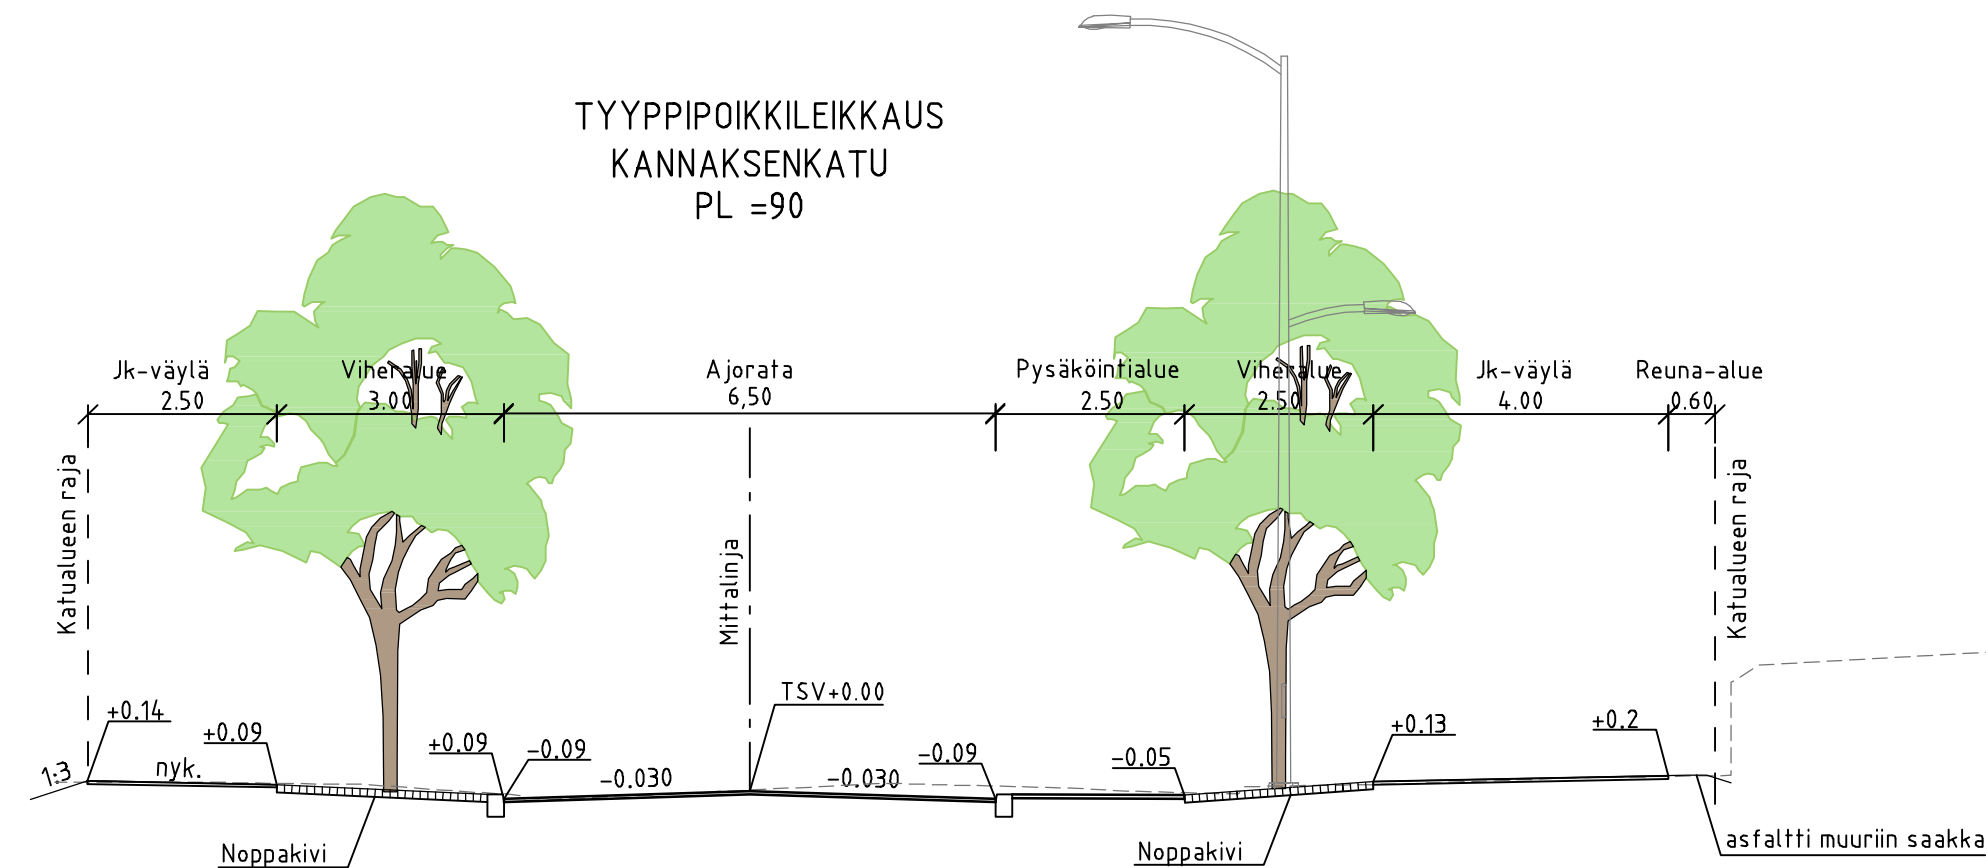 TYYPPIPOIKKILEIKKAUS
KANNAKSENKATU
PL =90
Jk-väylä
2.50
Viheralue
3.00
Ajorata
6,50
Pysäköintialue
2.50
Viheralue
2.50
Jk-väylä
4.00
Reuna-alue
0.60
Katualueen raja
Mittalinja
Katualueen raja
TSV+0.00
+0.14
+0.09
+0.09
-0.09
-0.09
-0.05
+0.13
+0.2
1:3
nyk.
-0.030
-0.030
Noppakivi
Noppakivi
asfaltti muuriin saakka